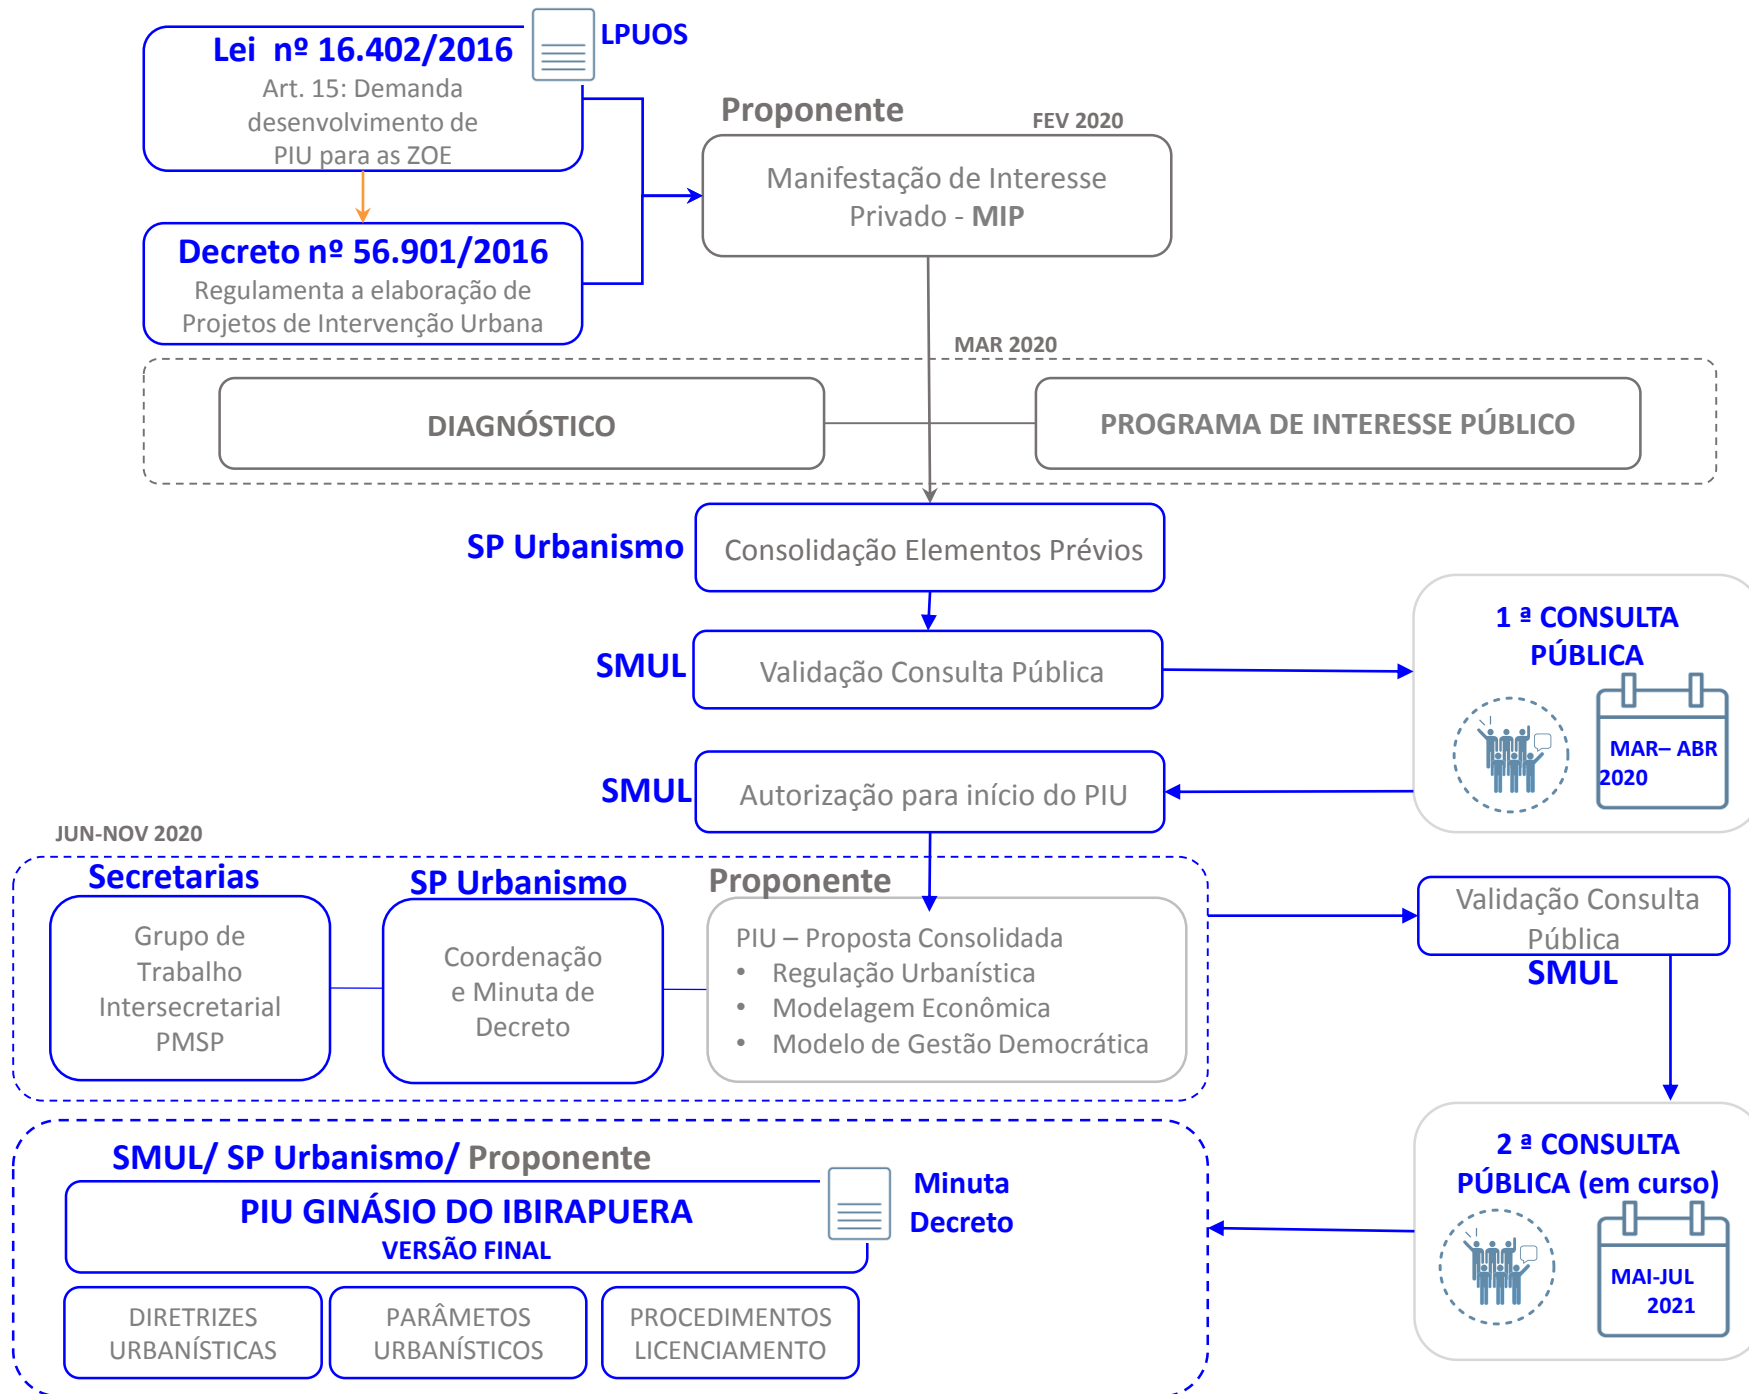 Lei nº 16.402/2016
LPUOS
Art. 15: Demanda
desenvolvimento de
PIU para as ZOE
Decreto nº 56.901/2016
Regulamenta a elaboração de
Projetos de Intervenção Urbana
Proponente
FEV 2020
Manifestação de Interesse
Privado - MIP
MAR 2020
DIAGNÓSTICO
PROGRAMA DE INTERESSE PÚBLICO
SP Urbanismo
Consolidação Elementos Prévios
SMUL
Validação Consulta Pública
1 ª CONSULTA
PÚBLICA
MAR– ABR
2020
SMUL
Autorização para início do PIU
JUN-NOV 2020
Secretarias
Grupo de
Trabalho
Intersecretarial
PMSP
SP Urbanismo
Coordenação
e Minuta de
Decreto
Proponente
PIU – Proposta Consolidada
• Regulação Urbanística
• Modelagem Econômica
• Modelo de Gestão Democrática
Validação Consulta
Pública
SMUL
2 ª CONSULTA
PÚBLICA (em curso)
MAI-JUL
2021
SMUL/ SP Urbanismo/ Proponente
PIU GINÁSIO DO IBIRAPUERA
VERSÃO FINAL
Minuta
Decreto
DIRETRIZES
URBANÍSTICAS
PARÂMETOS
URBANÍSTICOS
PROCEDIMENTOS
LICENCIAMENTO